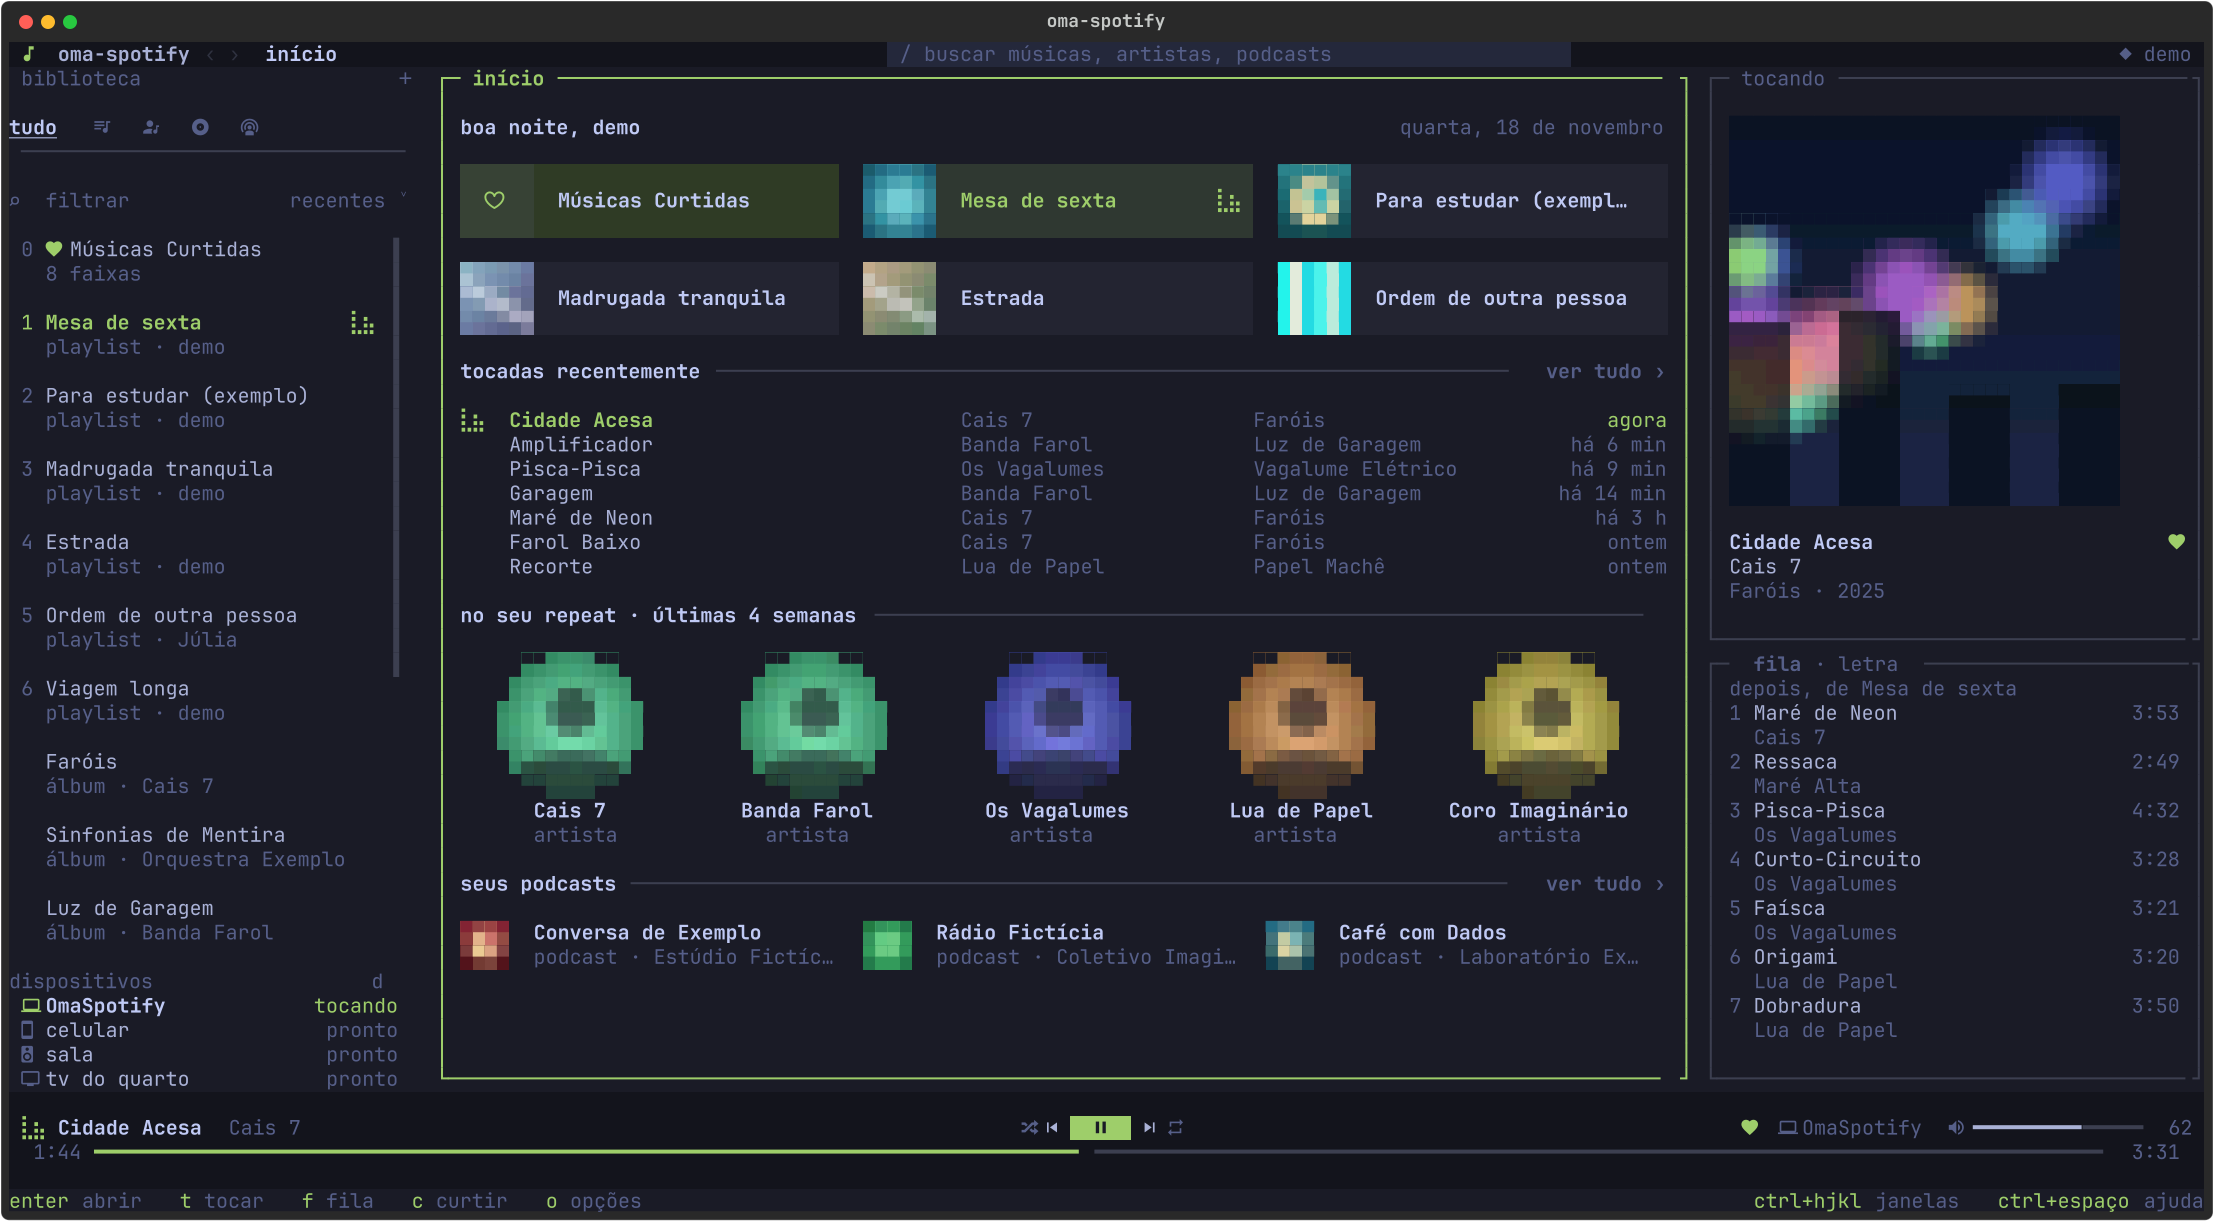 oma-spotify
oma-spotify ‹ › início
/ buscar músicas, artistas, podcasts
◆ demo
biblioteca +
tudo
filtrar recentes ˅
0 Músicas Curtidas
8 faixas
1 Mesa de sexta
playlist · demo
2 Para estudar (exemplo)
playlist · demo
3 Madrugada tranquila
playlist · demo
4 Estrada
playlist · demo
5 Ordem de outra pessoa
playlist · Júlia
6 Viagem longa
playlist · demo
Faróis
álbum · Cais 7
Sinfonias de Mentira
álbum · Orquestra Exemplo
Luz de Garagem
álbum · Banda Farol
dispositivos d
OmaSpotify tocando
celular pronto
sala pronto
tv do quarto pronto
início
boa noite, demo quarta, 18 de novembro
Músicas Curtidas
Mesa de sexta
Para estudar (exempl…
Madrugada tranquila
Estrada
Ordem de outra pessoa
tocadas recentemente ver tudo ›
Cidade Acesa Cais 7 Faróis agora
Amplificador Banda Farol Luz de Garagem há 6 min
Pisca-Pisca Os Vagalumes Vagalume Elétrico há 9 min
Garagem Banda Farol Luz de Garagem há 14 min
Maré de Neon Cais 7 Faróis há 3 h
Farol Baixo Cais 7 Faróis ontem
Recorte Lua de Papel Papel Machê ontem
no seu repeat · últimas 4 semanas
Cais 7
artista
Banda Farol
artista
Os Vagalumes
artista
Lua de Papel
artista
Coro Imaginário
artista
seus podcasts ver tudo ›
Conversa de Exemplo
podcast · Estúdio Fictíc…
Rádio Fictícia
podcast · Coletivo Imagi…
Café com Dados
podcast · Laboratório Ex…
tocando
Cidade Acesa
Cais 7
Faróis · 2025
fila · letra
depois, de Mesa de sexta
1 Maré de Neon 3:53
Cais 7
2 Ressaca 2:49
Maré Alta
3 Pisca-Pisca 4:32
Os Vagalumes
4 Curto-Circuito 3:28
Os Vagalumes
5 Faísca 3:21
Os Vagalumes
6 Origami 3:20
Lua de Papel
7 Dobradura 3:50
Lua de Papel
Cidade Acesa Cais 7
OmaSpotify 62
1:44 3:31
enter abrir t tocar f fila c curtir o opções
ctrl+hjkl janelas ctrl+espaço ajuda